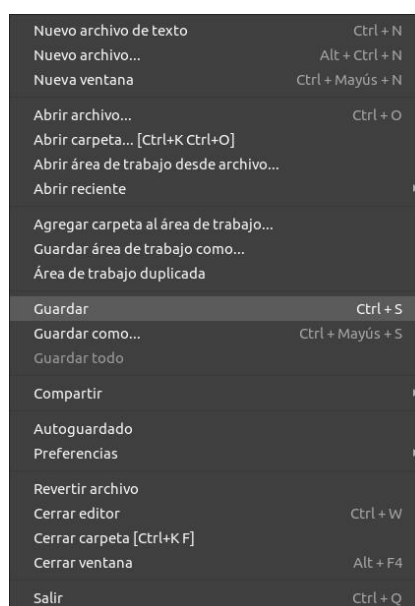 Nuevo archivo de texto Ctrl + N
Nuevo archivo... Alt + Ctrl + N
Nueva ventana Ctrl + Mayús + N
Abrir archivo... Ctrl + O
Abrir carpeta... [Ctrl+K Ctrl+O]
Abrir área de trabajo desde archivo...
Abrir reciente
Agregar carpeta al área de trabajo...
Guardar área de trabajo como...
Área de trabajo duplicada
Guardar Ctrl + S
Guardar como... Ctrl + Mayús + S
Guardar todo
Compartir
Autoguardado
Preferencias
Revertir archivo
Cerrar editor Ctrl + W
Cerrar carpeta [Ctrl+K F]
Cerrar ventana Alt + F4
Salir Ctrl + Q